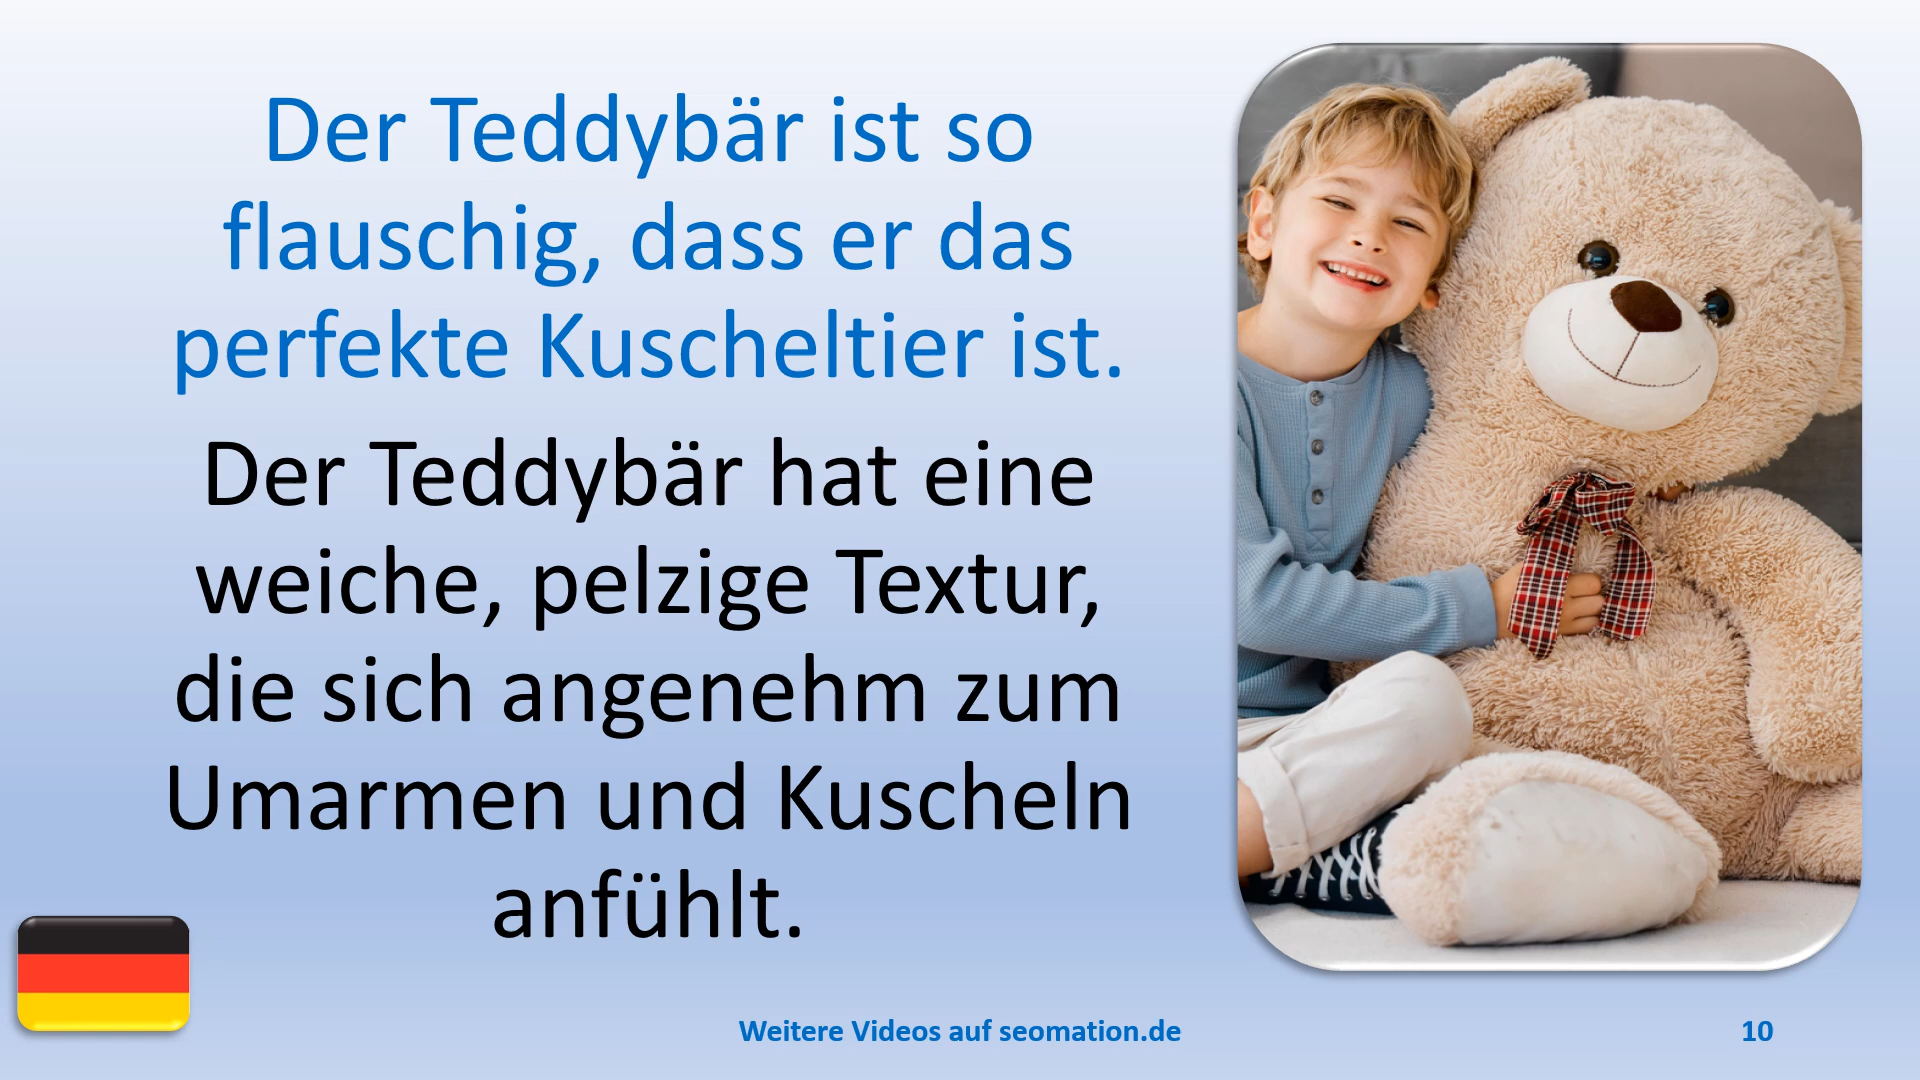 Der Teddybär ist so
flauschig, dass er das
perfekte Kuscheltier ist.
Der Teddybär hat eine
weiche, pelzige Textur,
die sich angenehm zum
Umarmen und Kuscheln
anfühlt.
Weitere Videos auf seomation.de
10